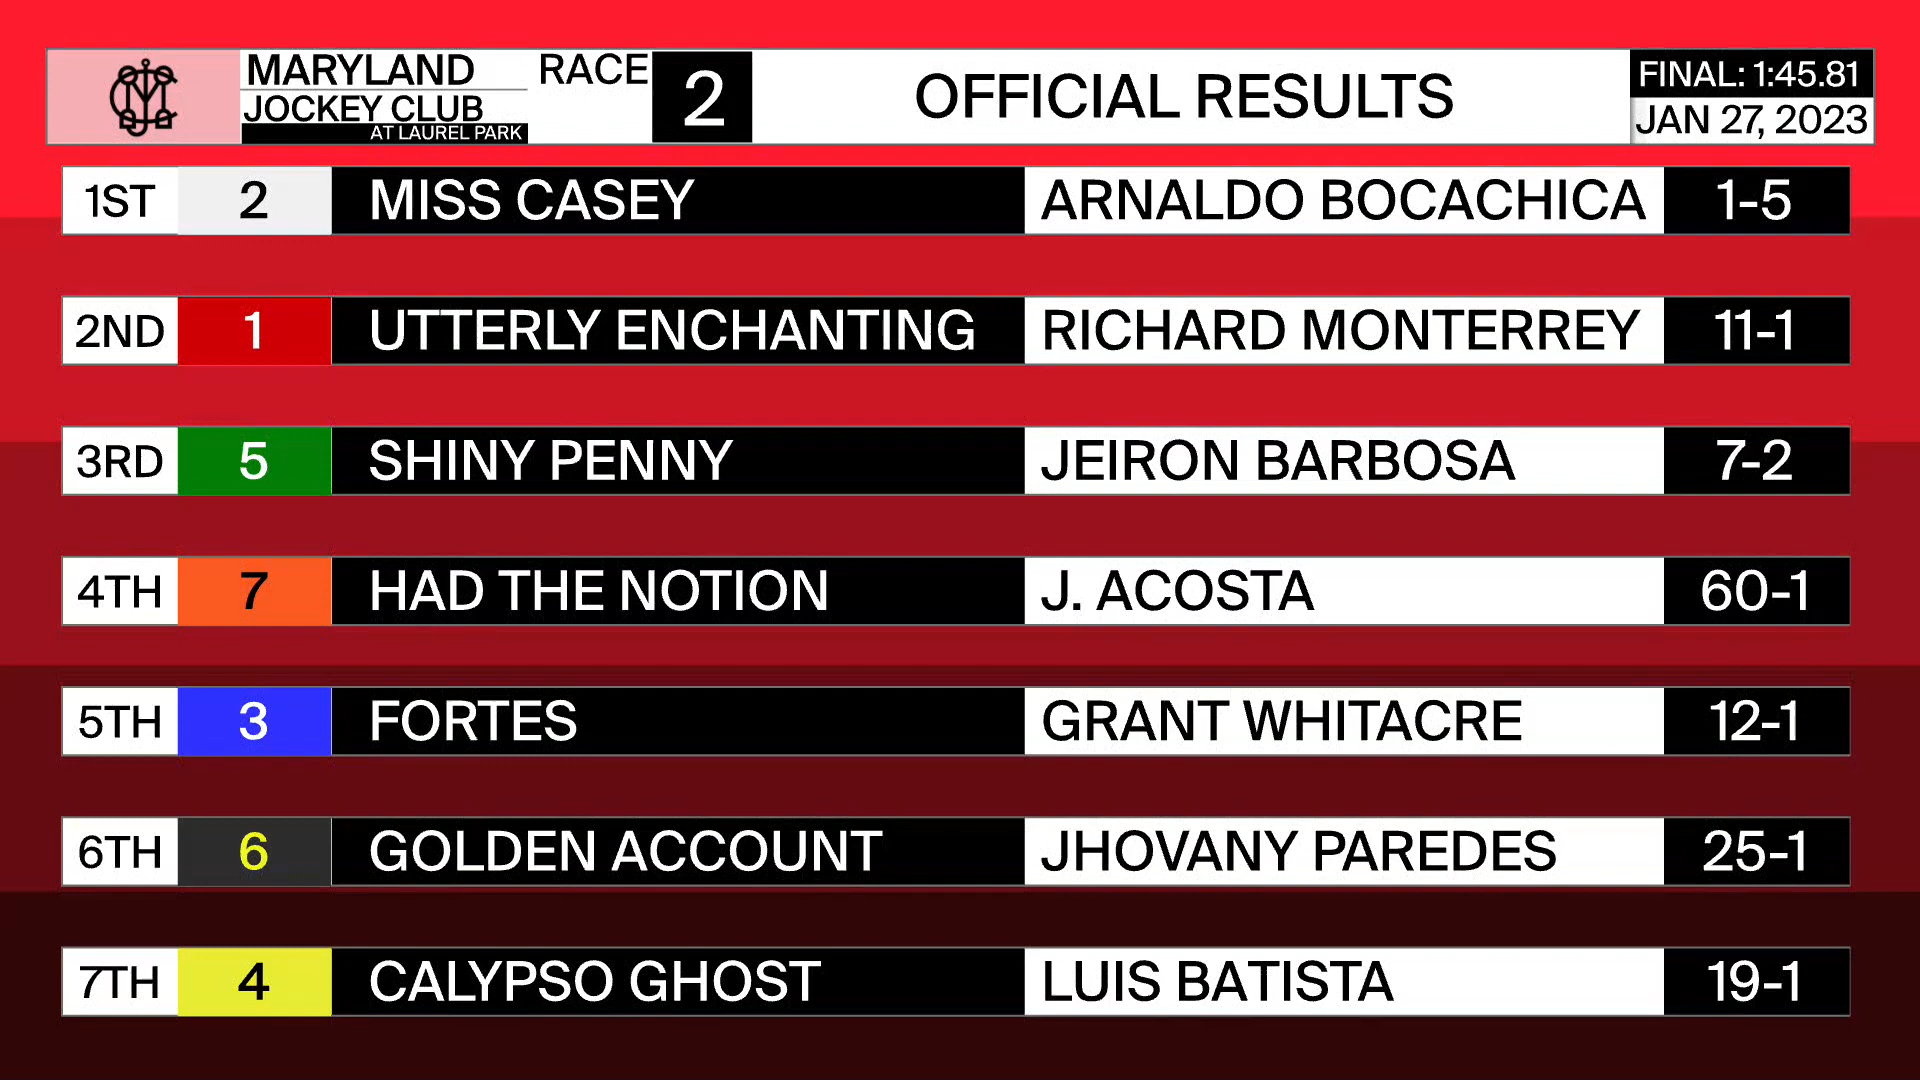 MARYLAND
JOCKEY CLUB
AT LAUREL PARK
RACE 2
OFFICIAL RESULTS
FINAL: 1:45.81
JAN 27, 2023
1ST 2 MISS CASEY ARNALDO BOCACHICA 1-5
2ND 1 UTTERLY ENCHANTING RICHARD MONTERREY 11-1
3RD 5 SHINY PENNY JEIRON BARBOSA 7-2
4TH 7 HAD THE NOTION J. ACOSTA 60-1
5TH 3 FORTES GRANT WHITACRE 12-1
6TH 6 GOLDEN ACCOUNT JHOVANY PAREDES 25-1
7TH 4 CALYPSO GHOST LUIS BATISTA 19-1